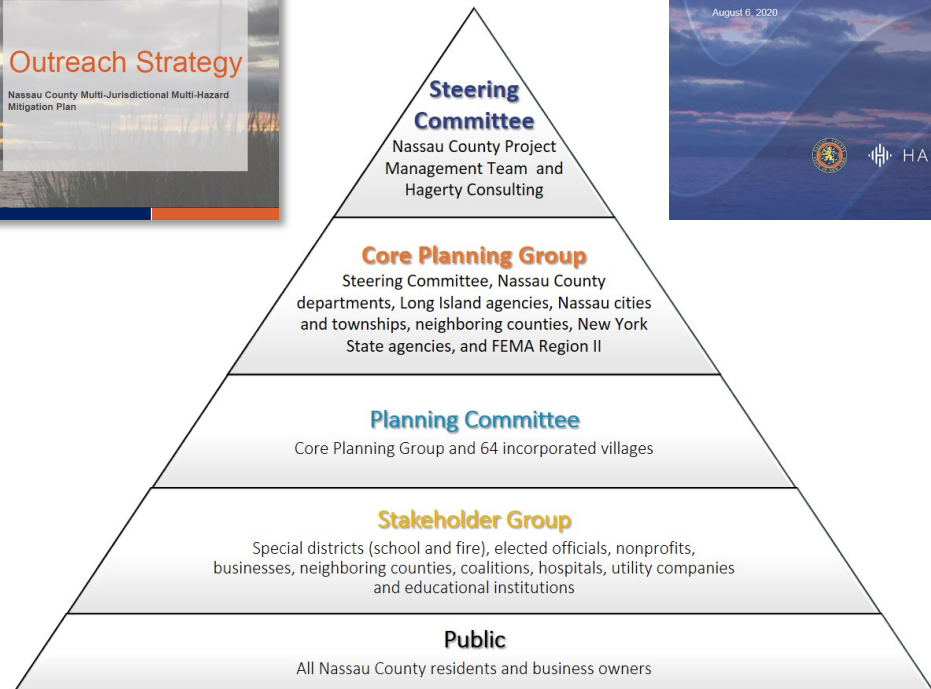 Outreach Strategy
Nassau County Multi-Jurisdictional Multi-Hazard
Mitigation Plan
August 6, 2020
HA
Steering
Committee
Nassau County Project
Management Team and
Hagerty Consulting
Core Planning Group
Steering Committee, Nassau County
departments, Long Island agencies, Nassau cities
and townships, neighboring counties, New York
State agencies, and FEMA Region II
Planning Committee
Core Planning Group and 64 incorporated villages
Stakeholder Group
Special districts (school and fire), elected officials, nonprofits,
businesses, neighboring counties, coalitions, hospitals, utility companies
and educational institutions
Public
All Nassau County residents and business owners